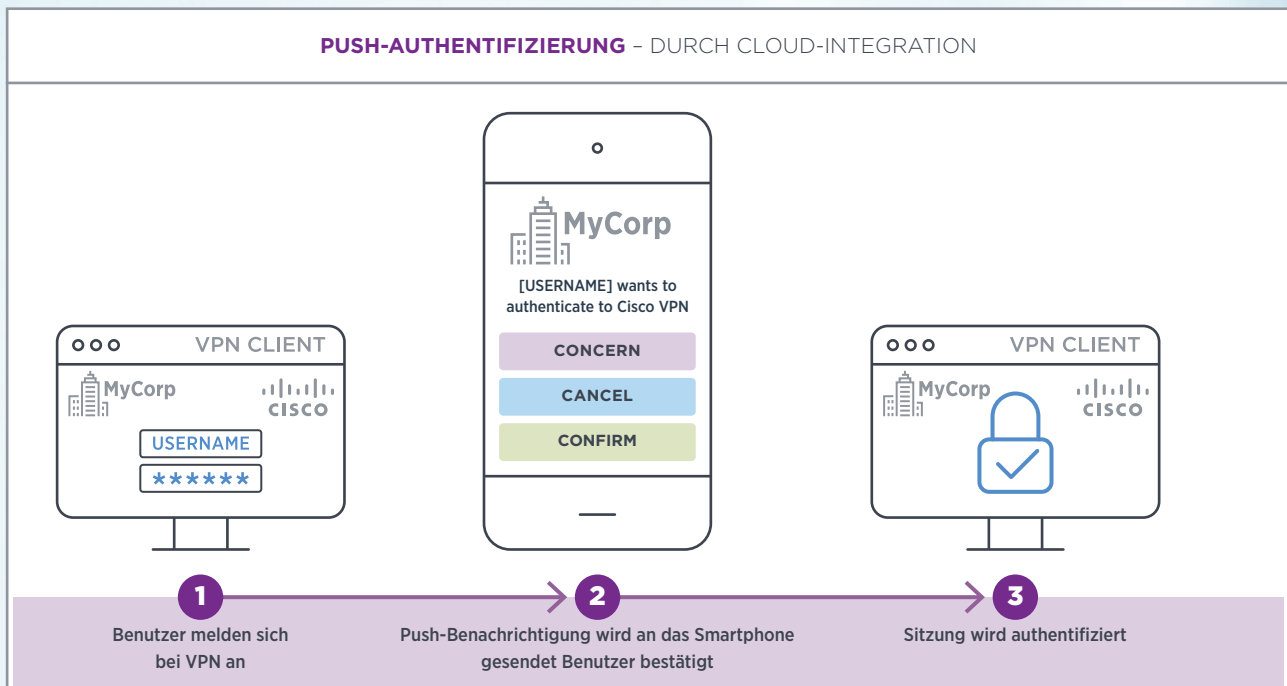 PUSH-AUTHENTIFIZIERUNG – DURCH CLOUD-INTEGRATION
VPN CLIENT
MyCorp
CISCO
USERNAME
******
MyCorp
[USERNAME] wants to
authenticate to Cisco VPN
CONCERN
CANCEL
CONFIRM
VPN CLIENT
MyCorp
CISCO
1
Benutzer melden sich
bei VPN an
2
Push-Benachrichtigung wird an das Smartphone
gesendet Benutzer bestätigt
3
Sitzung wird authentifiziert